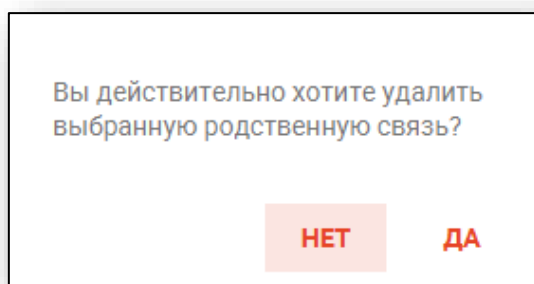 Вы действительно хотите удалить
выбранную родственную связь?
НЕТ ДА